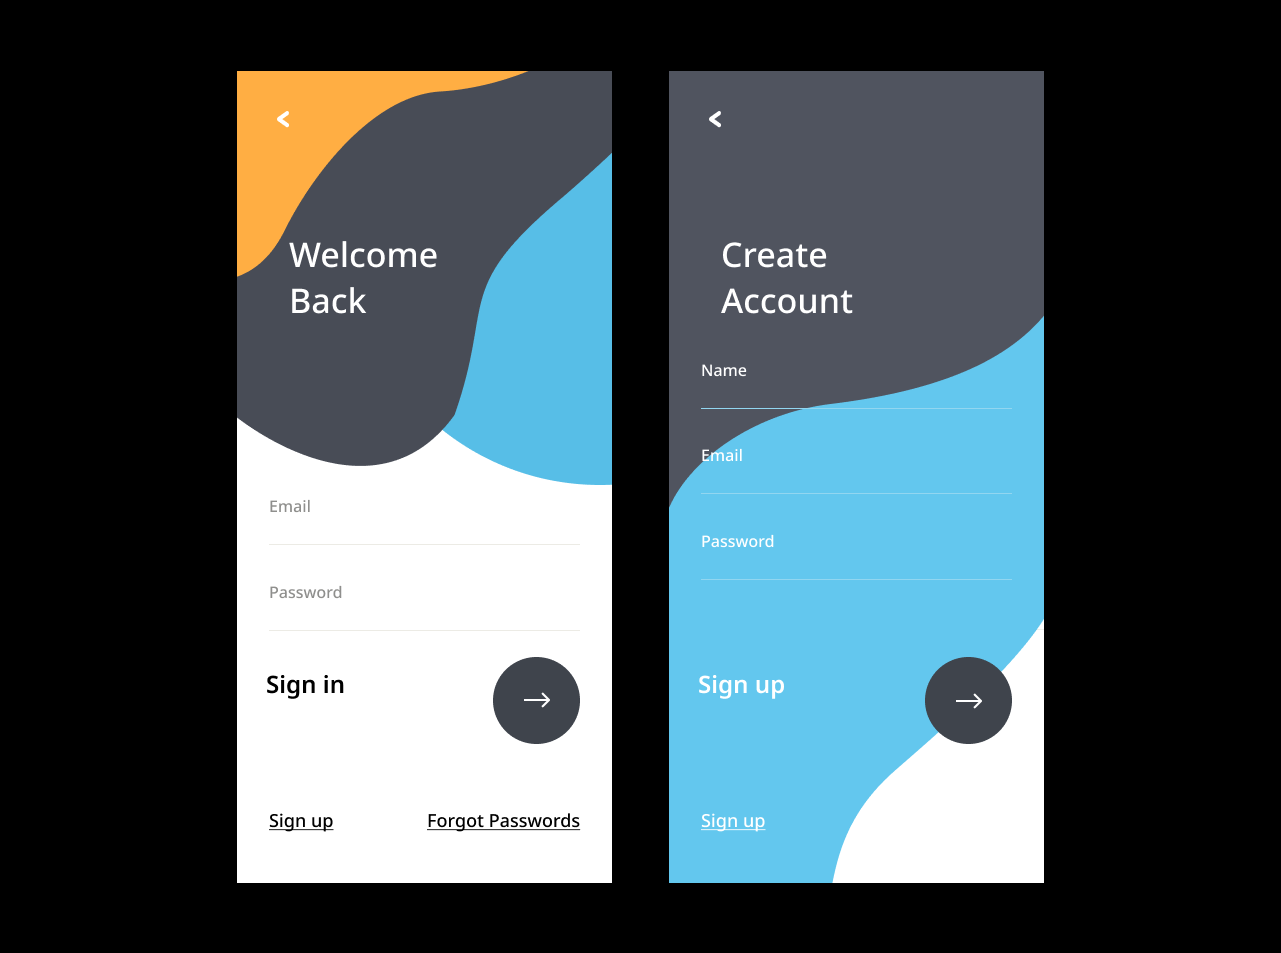 Welcome
Back
Email
Password
Sign in
Sign up
Forgot Passwords
Create
Account
Name
Email
Password
Sign up
Sign up